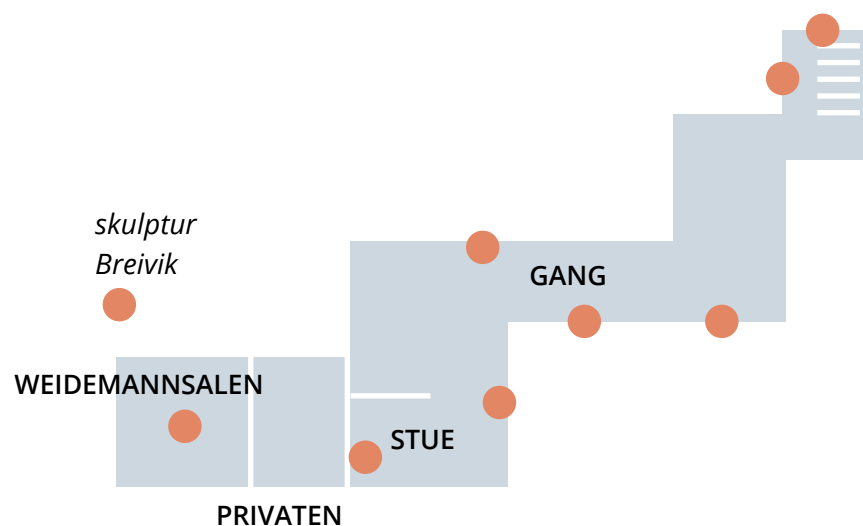 skulptur
Breivik
GANG
WEIDEMANNSALEN
STUE
PRIVATEN